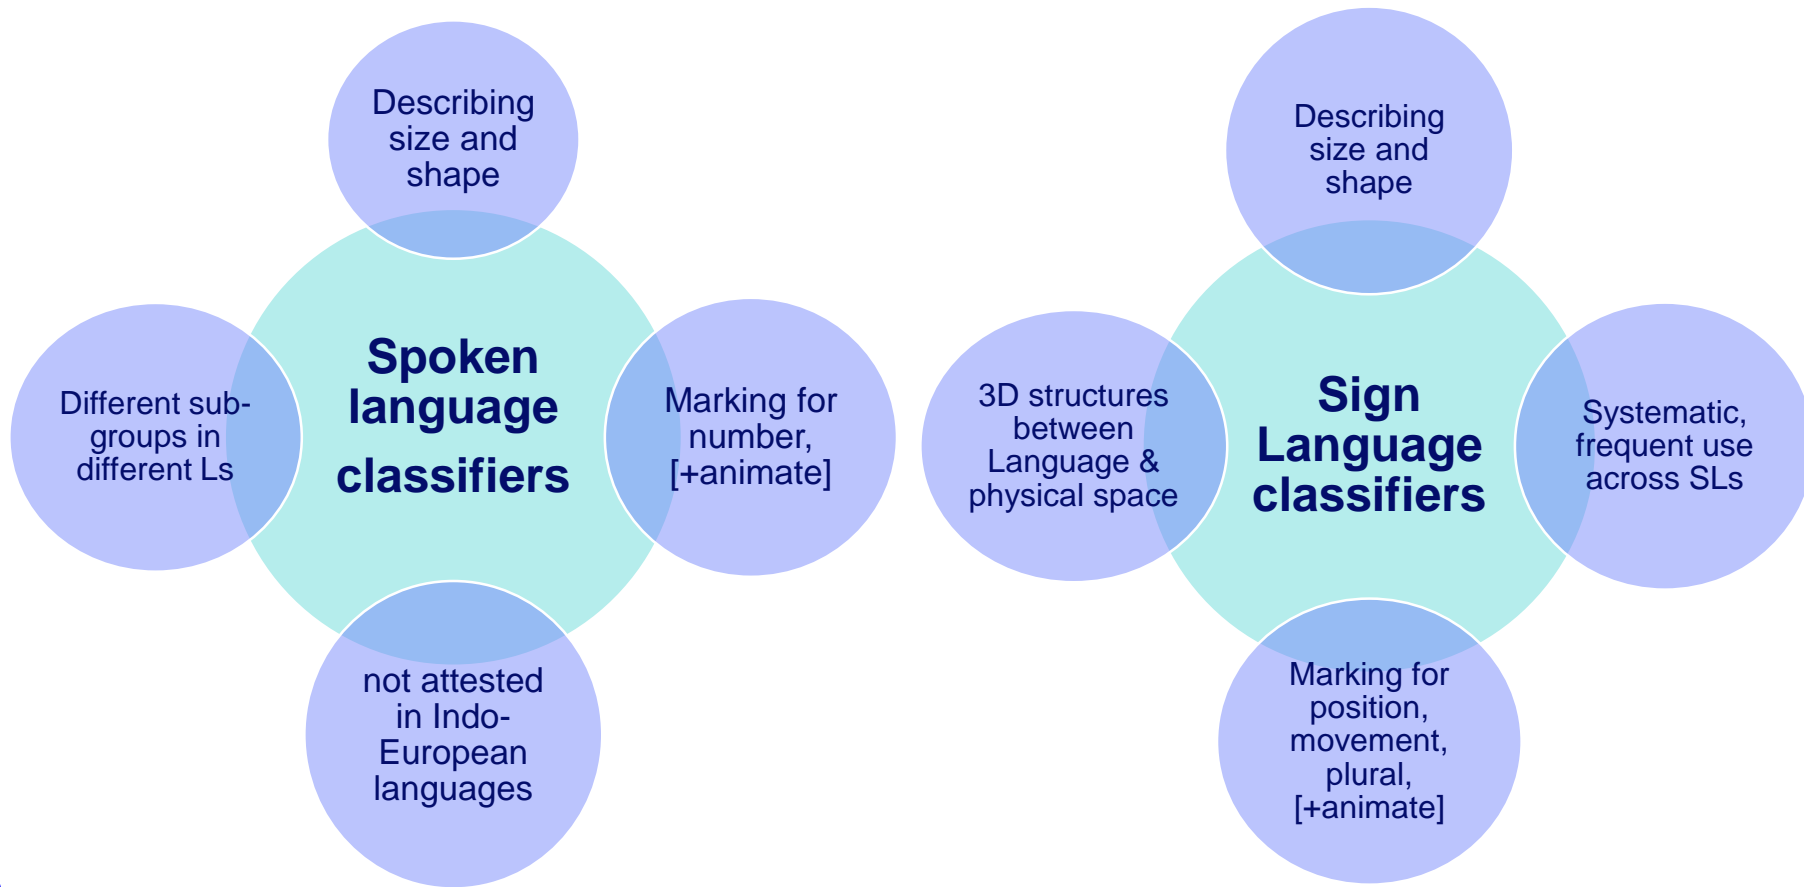 Describing
size and
shape
Different sub-
groups in
different Ls
Spoken
language
classifiers
Marking for
number,
[+animate]
not attested
in Indo-
European
languages
Describing
size and
shape
3D structures
between
Language &
physical space
Sign
Language
classifiers
Systematic,
frequent use
across SLs
Marking for
position,
movement,
plural,
[+animate]